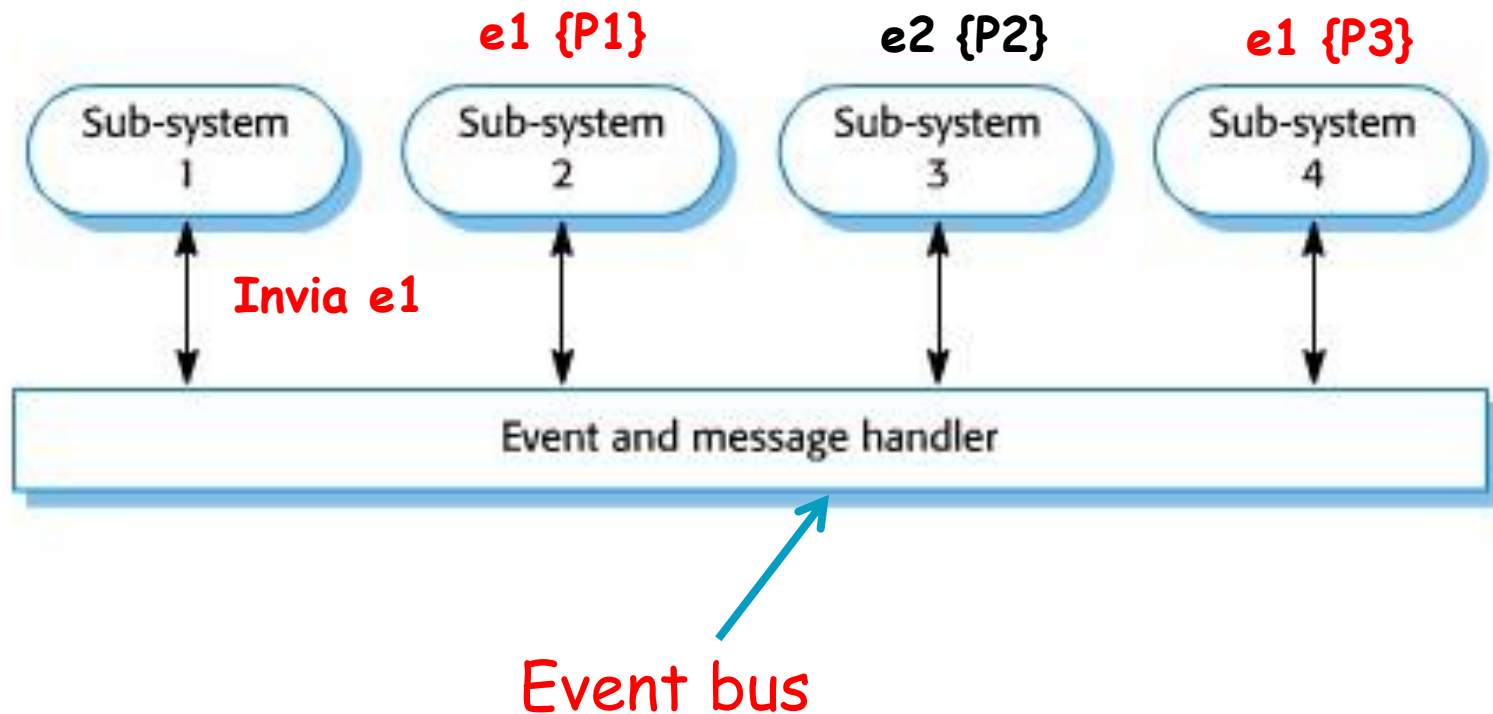 e1 {P1}
e2 {P2}
e1 {P3}
Sub-system
1
Sub-system
2
Sub-system
3
Sub-system
4
Invia e1
Event and message handler
Event bus